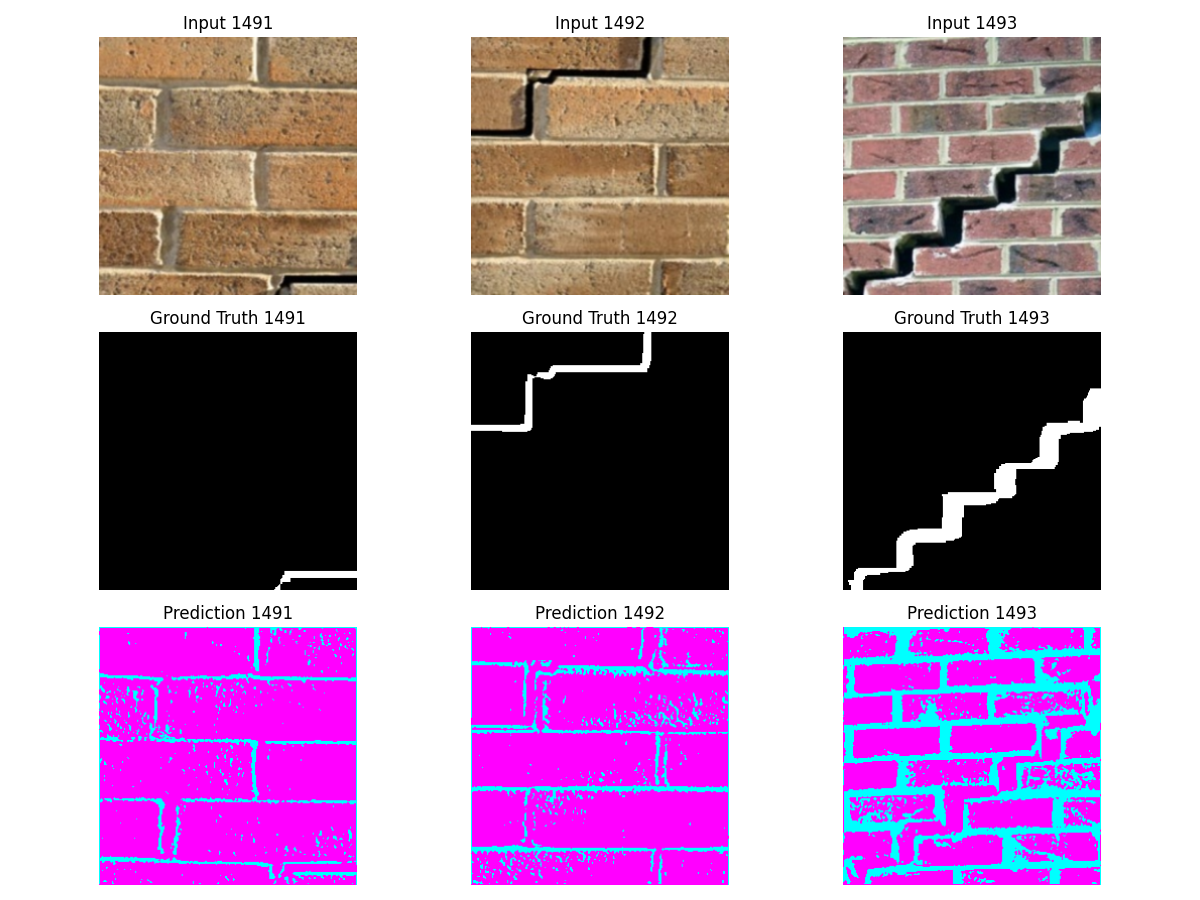 Input 1491
Input 1492
Input 1493
Ground Truth 1491
Ground Truth 1492
Ground Truth 1493
Prediction 1491
Prediction 1492
Prediction 1493